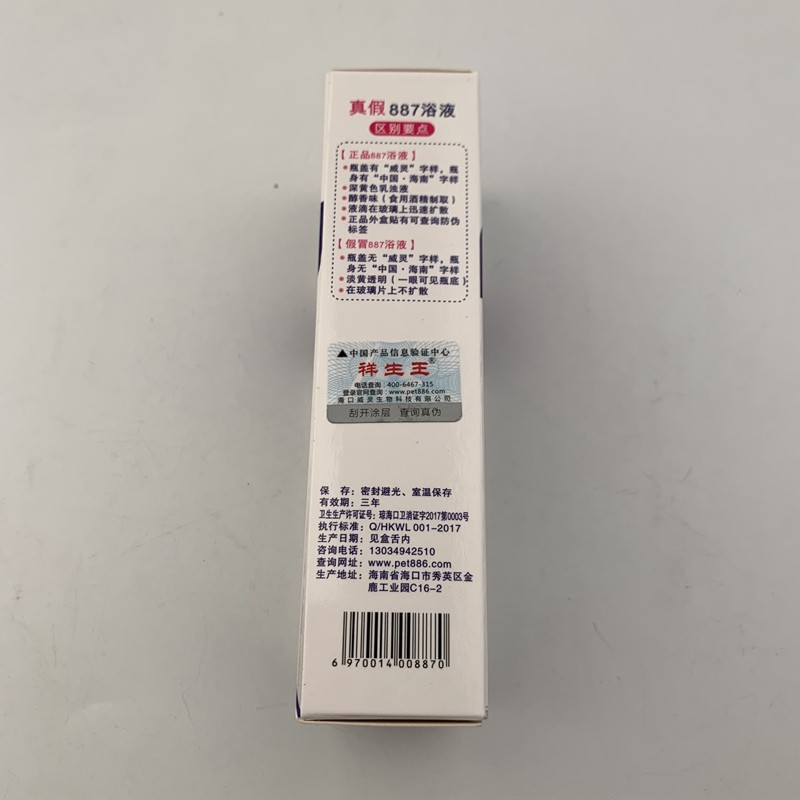 真假887浴液
区别要点
【正品887浴液】
•瓶盖有“威灵”字样，瓶
身有“中国·海南”字样
•深黄色乳浊液
•醇香味（食用酒精制取）
•液滴在玻璃上迅速扩散
•正品外盒贴有可查询防伪
标签
【假冒887浴液】
•瓶盖无“威灵”字样，瓶
身无“中国·海南”字样
•淡黄透明（一眼可见瓶底）
•在玻璃片上不扩散
▲中国产品信息验证中心
祥生王®
电话查询：400-6467-315
登录官网查询：www.pet886.com
海口威灵生物科技有限公司
刮开涂层 查询真伪
保 存：密封避光、室温保存
有效期：三年
卫生生产许可证号：琼海口卫消证字2017第0003号
执行标准：Q/HKWL 001-2017
生产日期：见盒舌内
咨询电话：13034942510
查询网址：www.pet886.com
生产地址：海南省海口市秀英区金
鹿工业园C16-2
6 970014 008870